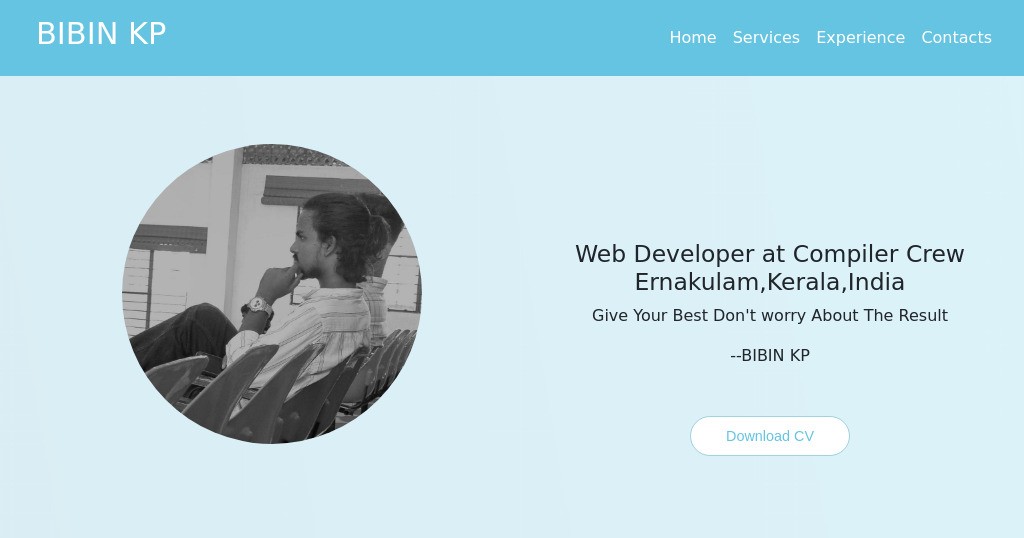 BIBIN KP
Home Services Experience Contacts
Web Developer at Compiler Crew
Ernakulam,Kerala,India
Give Your Best Don't worry About The Result
--BIBIN KP
Download CV